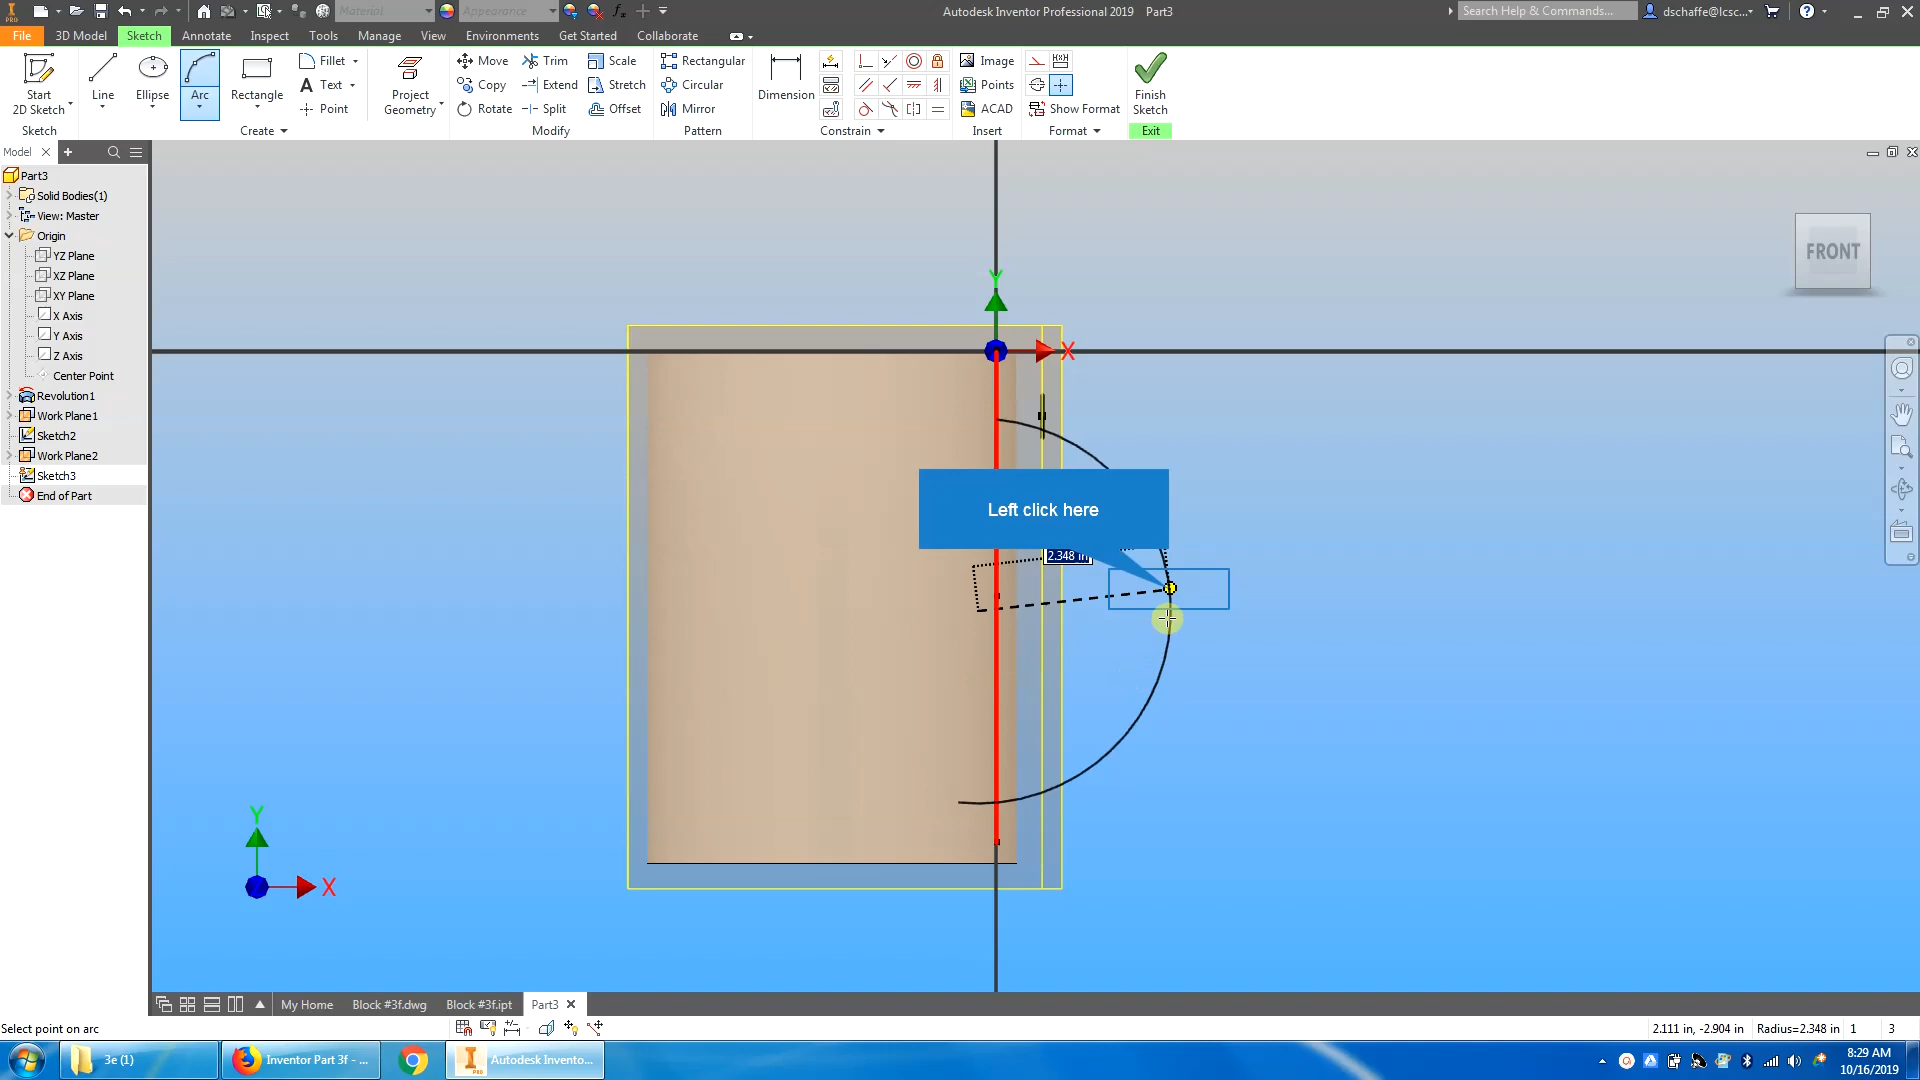 PRO
Material
Appearance
fx
Autodesk Inventor Professional 2019 Part3
Search Help & Commands...
dschaffe@lcsc...
File 3D Model Sketch Annotate Inspect Tools Manage View Environments Get Started Collaborate
Start
2D Sketch
Line
Ellipse
Arc
Rectangle
Fillet
Text
Point
Project
Geometry
Move Trim Scale
Copy Extend Stretch
Rotate Split Offset
Rectangular
Circular
Mirror
Dimension
Image
Points
ACAD
Show Format
Finish
Sketch
Sketch
Create
Modify
Pattern
Constrain
Insert
Format
Exit
Model
Part3
Solid Bodies(1)
View: Master
Origin
YZ Plane
XZ Plane
XY Plane
X Axis
Y Axis
Z Axis
Center Point
Revolution1
Work Plane1
Sketch2
Work Plane2
Sketch3
End of Part
FRONT
Y
X
Left click here
2.348 in
Y
X
My Home Block #3f.dwg Block #3f.ipt Part3
Select point on arc
2.111 in, -2.904 in Radius=2.348 in 1 3
3e (1)
Inventor Part 3f - ...
Autodesk Invento...
8:29 AM
10/16/2019